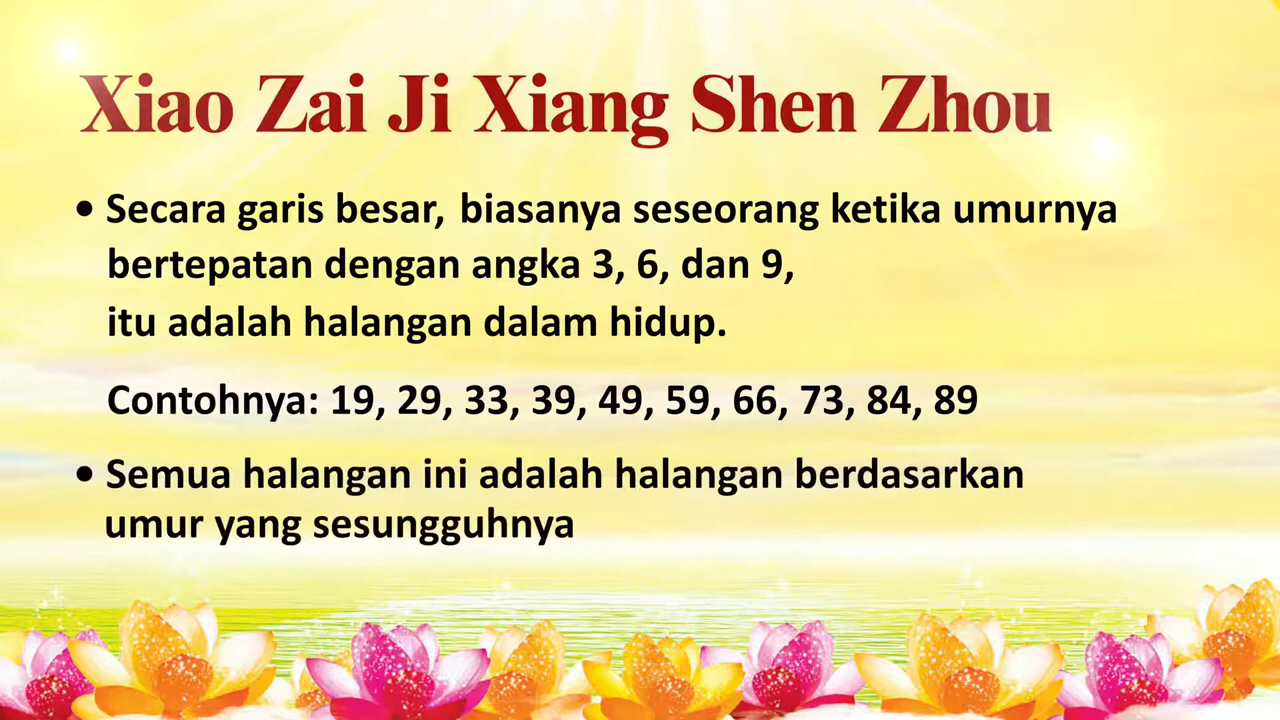 Xiao Zai Ji Xiang Shen Zhou
• Secara garis besar, biasanya seseorang ketika umurnya
bertepatan dengan angka 3, 6, dan 9,
itu adalah halangan dalam hidup.
Contohnya: 19, 29, 33, 39, 49, 59, 66, 73, 84, 89
• Semua halangan ini adalah halangan berdasarkan
umur yang sesungguhnya